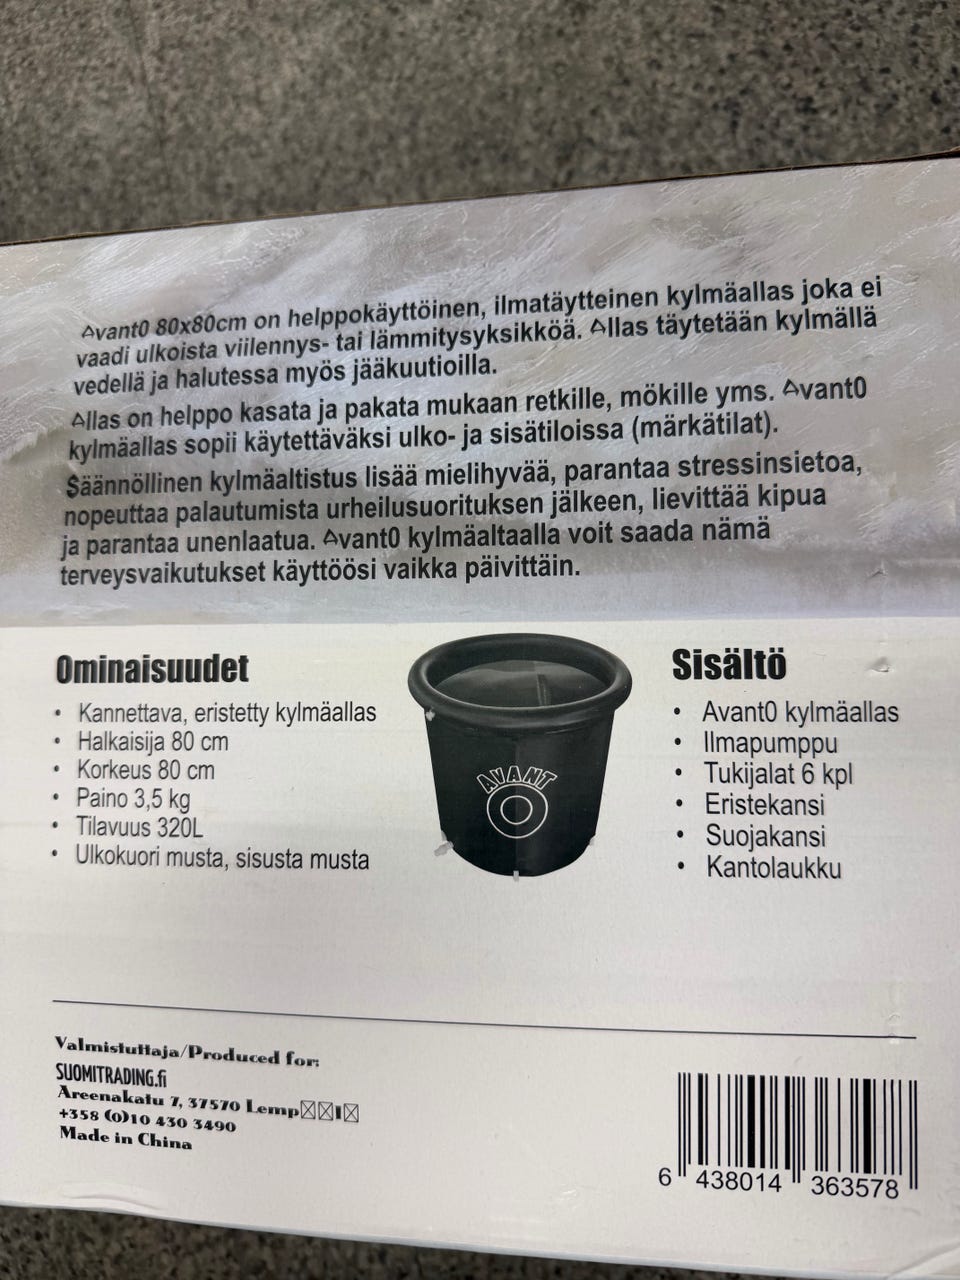 Avant0 80x80cm on helppokäyttöinen, ilmatäytteinen kylmäallas joka ei
vaadi ulkoista viilennys- tai lämmitysyksikköä. Allas täytetään kylmällä
vedellä ja halutessa myös jääkuutioilla.
Allas on helppo kasata ja pakata mukaan retkille, mökille yms. Avant0
kylmäallas sopii käytettäväksi ulko- ja sisätiloissa (märkätilat).
Säännöllinen kylmäaltistus lisää mielihyvää, parantaa stressinsietoa,
nopeuttaa palautumista urheilusuorituksen jälkeen, lievittää kipua
ja parantaa unenlaatua. Avant0 kylmäaltaalla voit saada nämä
terveysvaikutukset käyttöösi vaikka päivittäin.
Ominaisuudet
• Kannettava, eristetty kylmäallas
• Halkaisija 80 cm
• Korkeus 80 cm
• Paino 3,5 kg
• Tilavuus 320L
• Ulkokuori musta, sisusta musta
AVANT
O
Sisältö
• Avant0 kylmäallas
• Ilmapumppu
• Tukijalat 6 kpl
• Eristekansi
• Suojakansi
• Kantolaukku
Valmistuttaja/Produced for:
SUOMITRADING.fi
Areenakatu 7, 37570 Lemp☒☒I☒
+358 (0)10 430 3490
Made in China
6 438014 363578